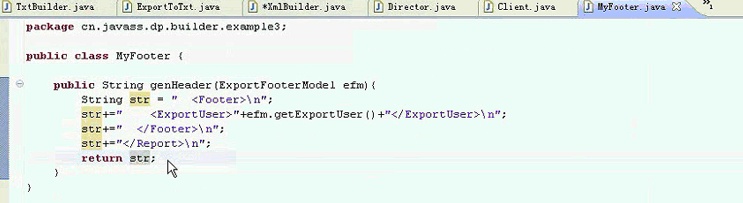 TxtBuilder.java ExportToTxt.java *XmlBuilder.java Director.java Client.java MyFooter.java
package cn.javass.dp.builder.example3;
public class MyFooter {
public String genHeader(ExportFooterModel efm){
String str = "  <Footer>\n";
str+="    <ExportUser>"+efm.getExportUser()+"</ExportUser>\n";
str+="  </Footer>\n";
str+="</Report>\n";
return str;
}
}